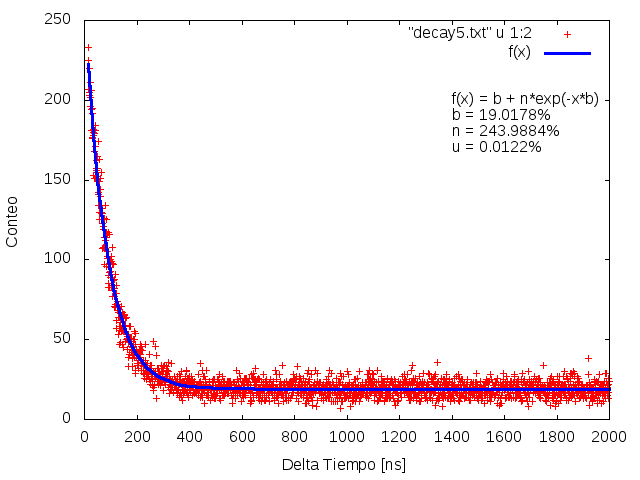 "decay5.txt" u 1:2
f(x)
f(x) = b + n*exp(-x*b)
b = 19.0178%
n = 243.9884%
u = 0.0122%
250
200
150
100
50
0
Conteo
0 200 400 600 800 1000 1200 1400 1600 1800 2000
Delta Tiempo [ns]